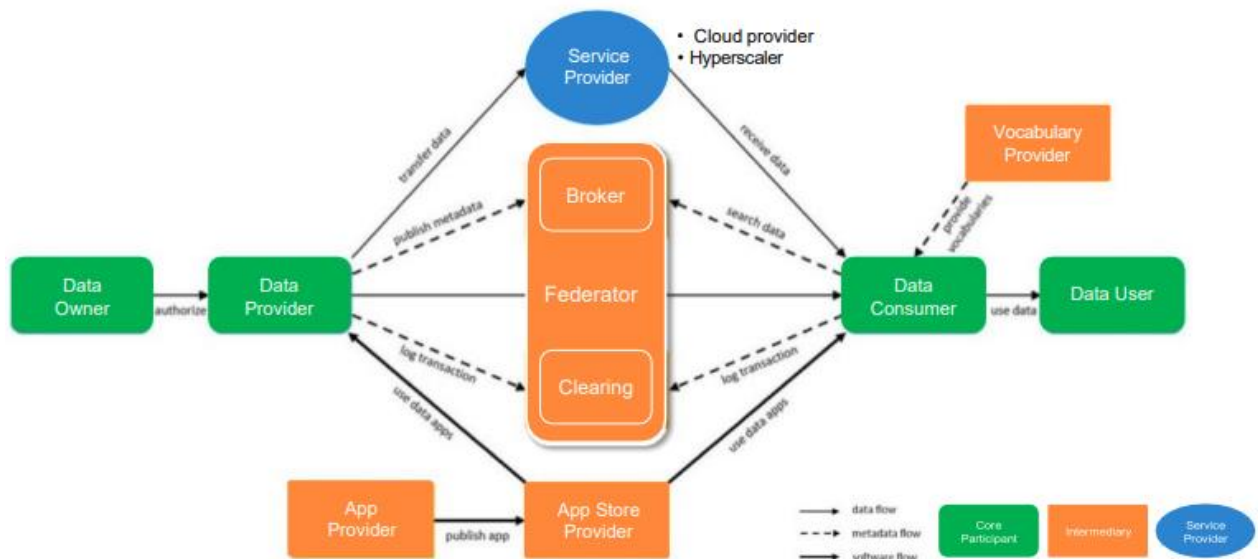 Service
Provider
• Cloud provider
• Hyperscaler
transfer data
receive data
Vocabulary
Provider
Broker
publish metadata
search data
provide
vocabularies
Data
Owner
authorize
Data
Provider
Federator
Data
Consumer
use data
Data User
log transaction
Clearing
log transaction
use data apps
use data apps
App
Provider
publish app
App Store
Provider
data flow
metadata flow
software flow
Core
Participant
Intermediary
Service
Provider